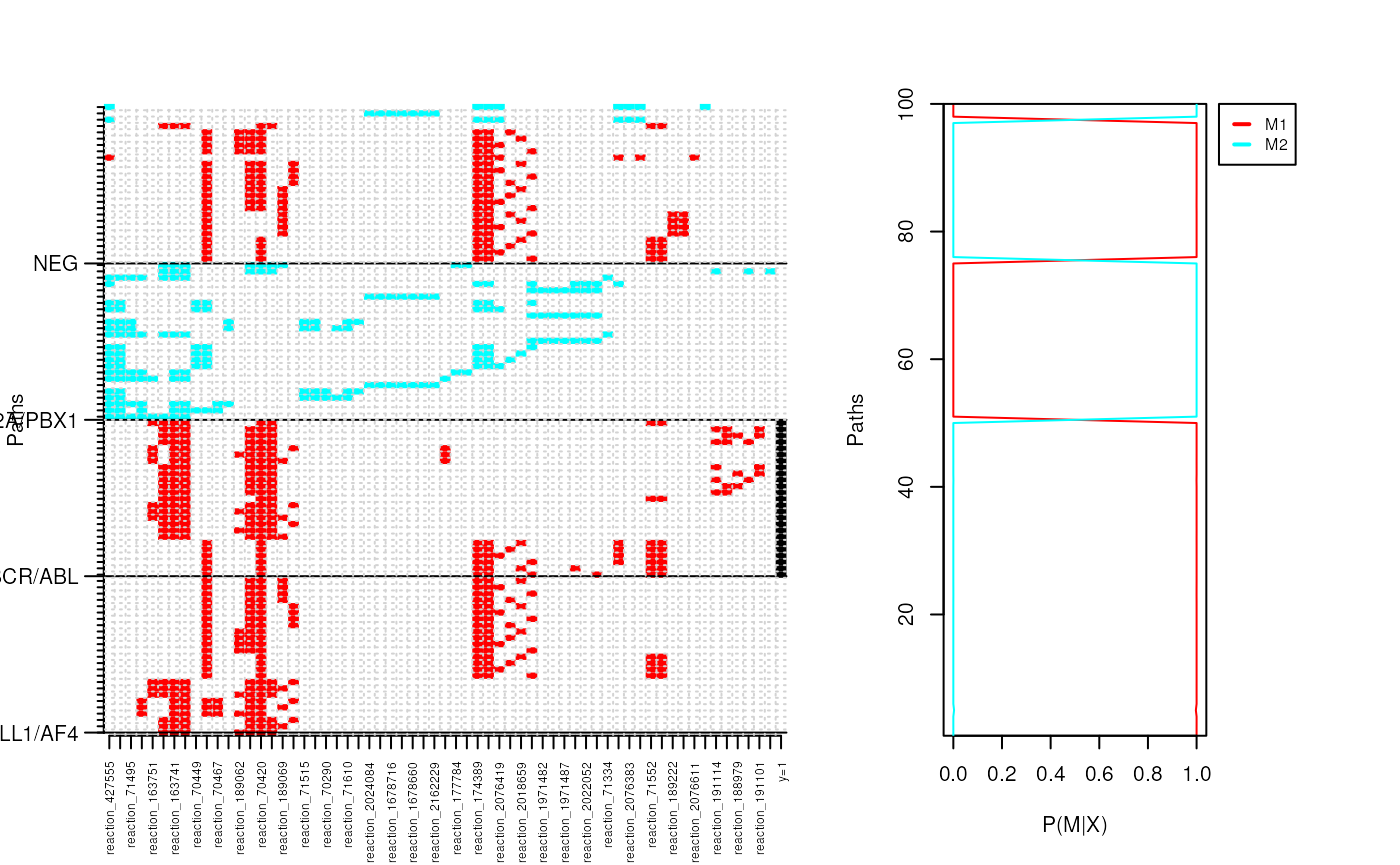 NEG
PBX1
BCR/ABL
LL1/AF4
Paths
reaction_427555
reaction_71495
reaction_163751
reaction_163741
reaction_70449
reaction_70467
reaction_189062
reaction_70420
reaction_189069
reaction_71515
reaction_70290
reaction_71610
reaction_2024084
reaction_1678716
reaction_1678660
reaction_2162229
reaction_177784
reaction_174389
reaction_2076419
reaction_2018659
reaction_1971482
reaction_1971487
reaction_2022052
reaction_71334
reaction_2076383
reaction_71552
reaction_189222
reaction_2076611
reaction_191114
reaction_188979
reaction_191101
y=1
Paths
100
80
60
40
20
0.0 0.2 0.4 0.6 0.8 1.0
P(M|X)
M1
M2